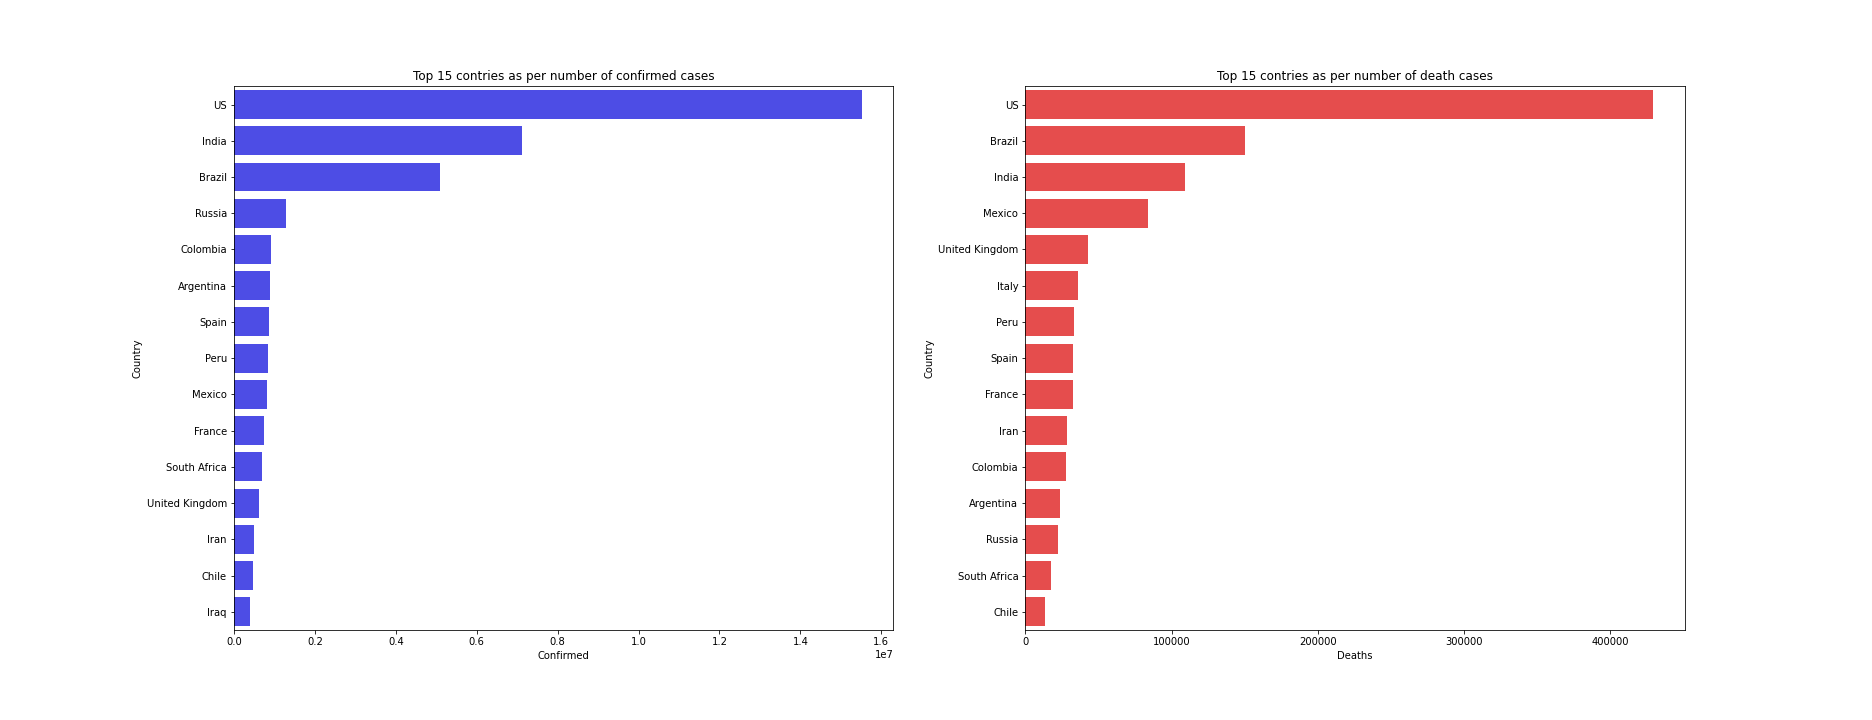 Top 15 contries as per number of confirmed cases
Country
US
India
Brazil
Russia
Colombia
Argentina
Spain
Peru
Mexico
France
South Africa
United Kingdom
Iran
Chile
Iraq
0.0 0.2 0.4 0.6 0.8 1.0 1.2 1.4 1.6
1e7
Confirmed
Top 15 contries as per number of death cases
Country
US
Brazil
India
Mexico
United Kingdom
Italy
Peru
Spain
France
Iran
Colombia
Argentina
Russia
South Africa
Chile
0 100000 200000 300000 400000
Deaths